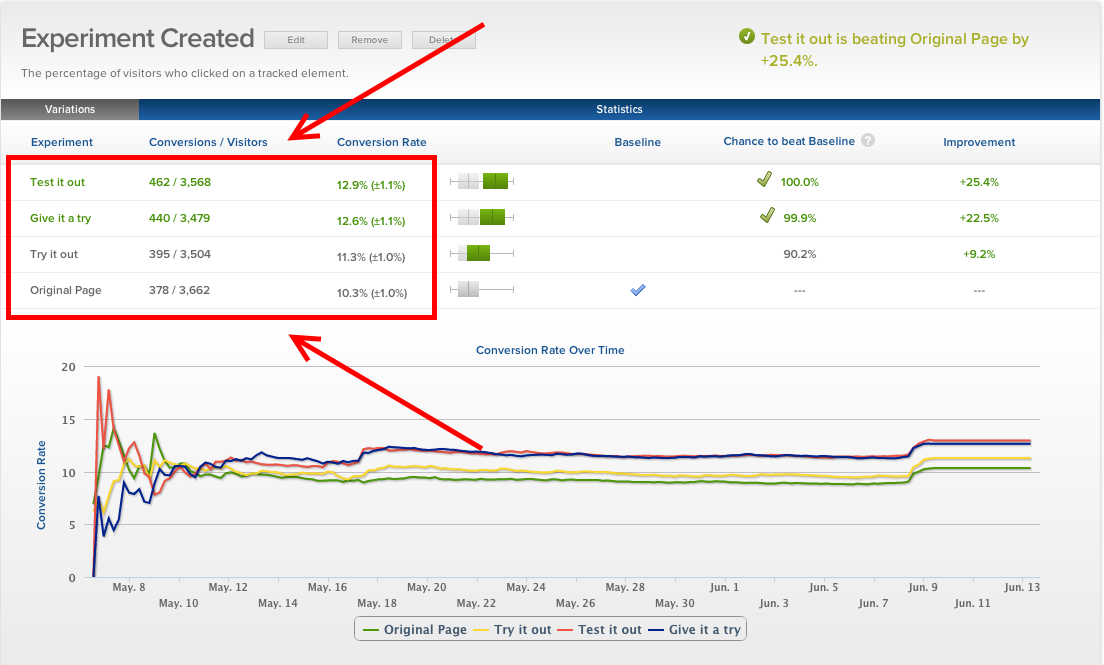 Experiment Created Edit Remove Delete
Test it out is beating Original Page by
+25.4%.
The percentage of visitors who clicked on a tracked element.
Variations Statistics
Experiment Conversions / Visitors Conversion Rate Baseline Chance to beat Baseline ? Improvement
Test it out 462 / 3,568 12.9% (±1.1%) 100.0% +25.4%
Give it a try 440 / 3,479 12.6% (±1.1%) 99.9% +22.5%
Try it out 395 / 3,504 11.3% (±1.0%) 90.2% +9.2%
Original Page 378 / 3,662 10.3% (±1.0%) --- ---
Conversion Rate Over Time
20
15
10
5
0
Conversion Rate
May. 8 May. 12 May. 16 May. 20 May. 24 May. 28 Jun. 1 Jun. 5 Jun. 9 Jun. 13
May. 10 May. 14 May. 18 May. 22 May. 26 May. 30 Jun. 3 Jun. 7 Jun. 11
Original Page Try it out Test it out Give it a try